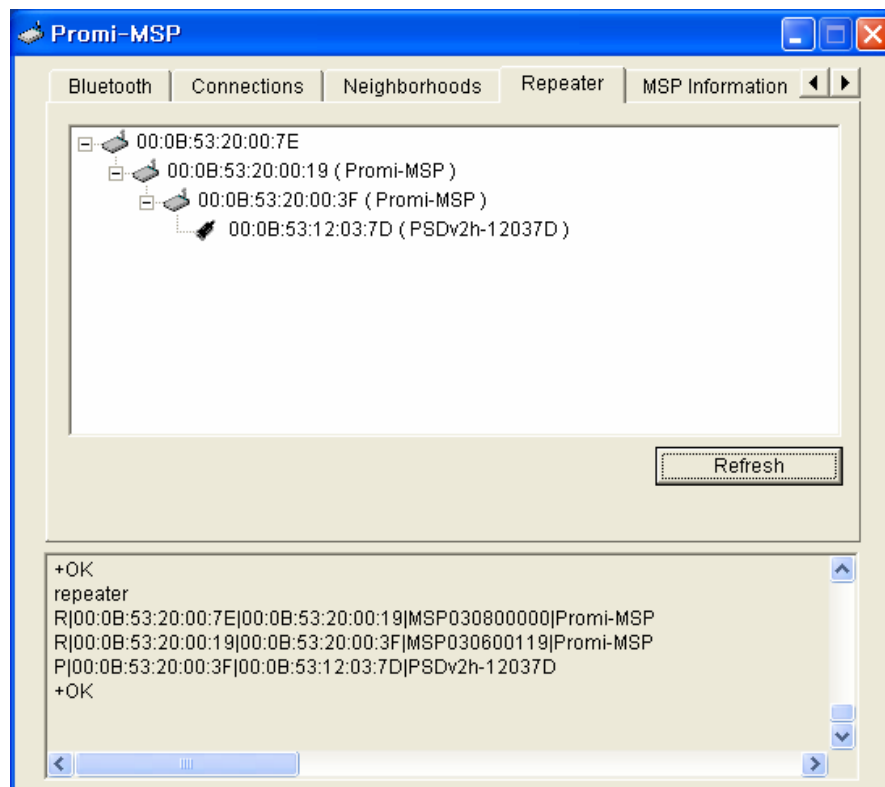 Promi-MSP
Bluetooth Connections Neighborhoods Repeater MSP Information
00:0B:53:20:00:7E
00:0B:53:20:00:19 ( Promi-MSP )
00:0B:53:20:00:3F ( Promi-MSP )
00:0B:53:12:03:7D ( PSDv2h-12037D )
Refresh
+OK
repeater
R|00:0B:53:20:00:7E|00:0B:53:20:00:19|MSP030800000|Promi-MSP
R|00:0B:53:20:00:19|00:0B:53:20:00:3F|MSP030600119|Promi-MSP
P|00:0B:53:20:00:3F|00:0B:53:12:03:7D|PSDv2h-12037D
+OK